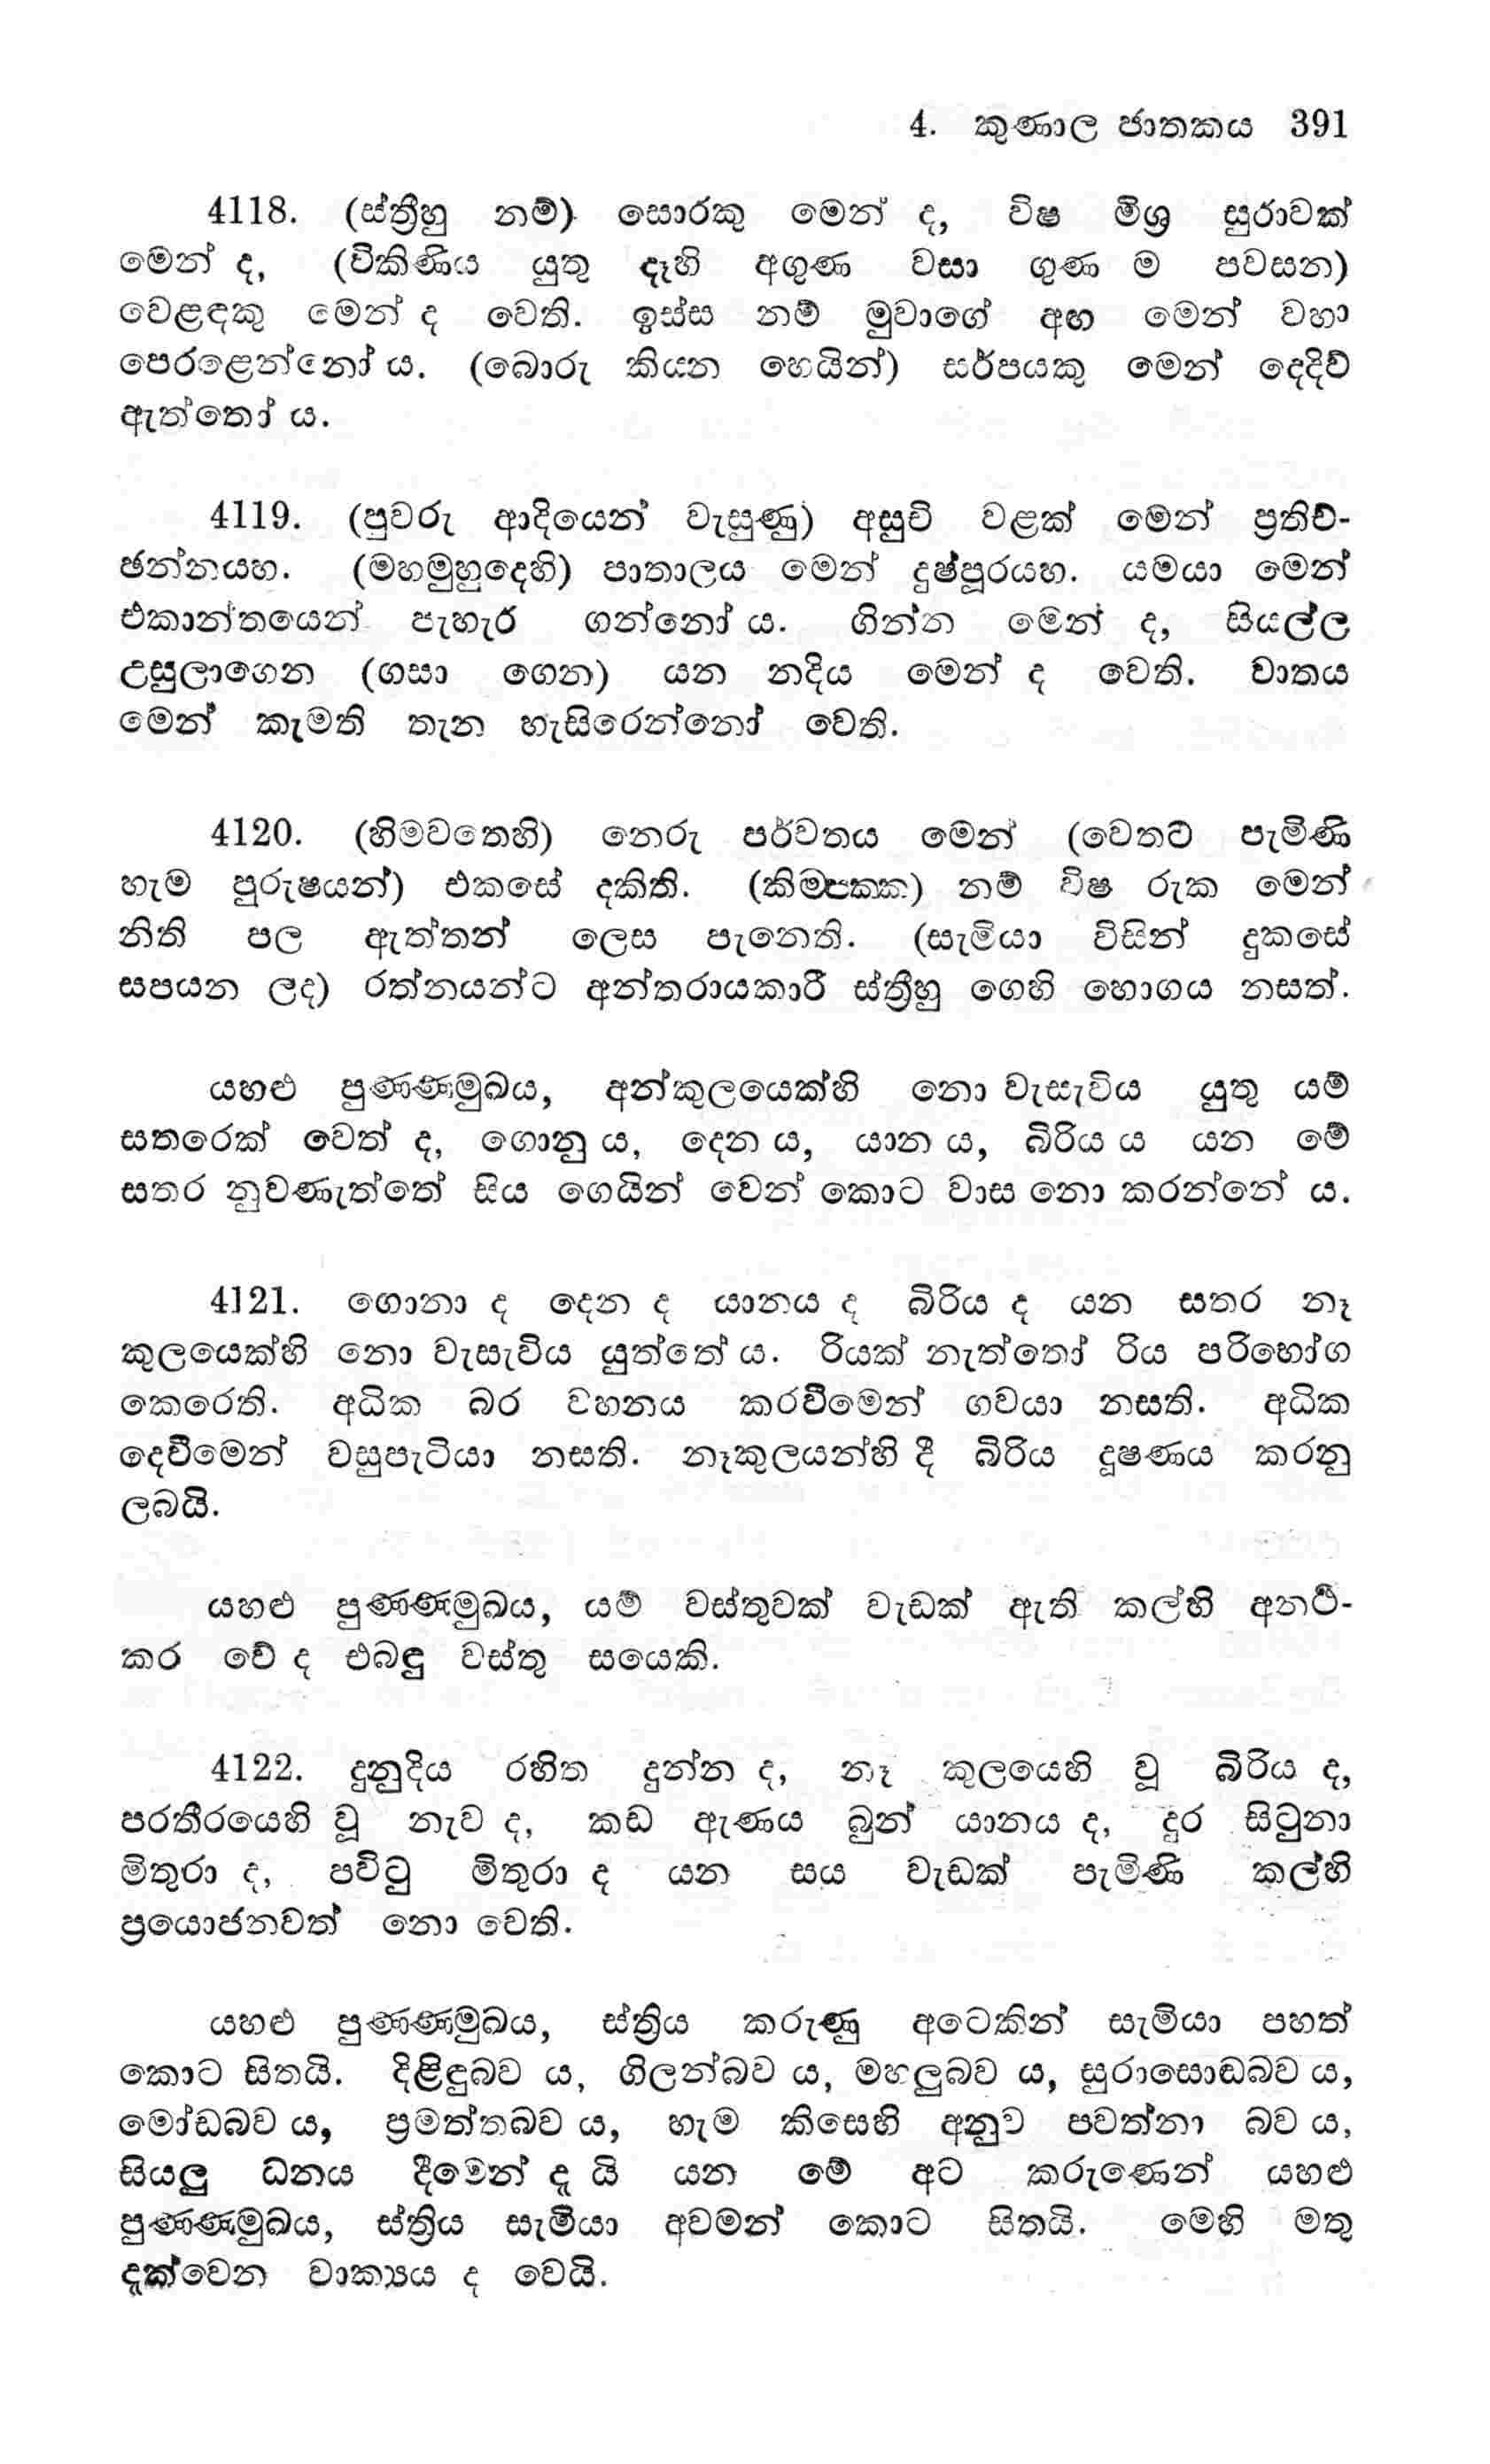 4. කුණාල ජාතකය 391
4118. (ස්ත්‍රීහු නම්) සොරකු මෙන් ද, විෂ මිශ්‍ර සුරාවක්
මෙන් ද, (විකිණිය යුතු දෑහි අගුණ වසා ගුණ ම පවසන)
වෙළඳකු මෙන් ද වෙති. ඉස්ස නම් මුවාගේ අඟ මෙන් වහා
පෙරළෙන්නෝ ය. (බොරු කියන හෙයින්) සර්පයකු මෙන් දෙදිව්
ඇත්තෝ ය.
4119. (පුවරු ආදියෙන් වැසුණු) අසුචි වළක් මෙන් ප්‍රතිච්-
ඡන්නයහ. (මහමුහුදෙහි) පාතාලය මෙන් දුෂ්පූරයහ. යමයා මෙන්
එකාන්තයෙන් පැහැර ගන්නෝ ය. ගින්න මෙන් ද, සියල්ල
උසුලාගෙන (ගසා ගෙන) යන නදිය මෙන් ද වෙති. වාතය
මෙන් කැමති තැන හැසිරෙන්නෝ වෙති.
4120. (හිමවතෙහි) නෙරු පර්වතය මෙන් (වෙතට පැමිණි
හැම පුරුෂයන්) එකසේ දකිති. (කිම්පක්ක) නම් විෂ රුක මෙන්
නිති පල ඇත්තන් ලෙස පැනෙති. (සැමියා විසින් දුකසේ
සපයන ලද) රත්නයන්ට අන්තරායකාරී ස්ත්‍රීහු ගෙහි හොගය නසත්.
යහළු පුණ්ණමුඛය, අන්කුලයෙක්හි නො වැසැවිය යුතු යම්
සතරෙක් වෙත් ද, ගොනු ය, දෙන ය, යාන ය, බිරිය ය යන මේ
සතර නුවණැත්තේ සිය ගෙයින් වෙන් කොට වාස නො කරන්නේ ය.
4121. ගොනා ද දෙන ද යානය ද බිරිය ද යන සතර නෑ
කුලයෙක්හි නො වැසැවිය යුත්තේ ය. රියක් නැත්තෝ රිය පරිභෝග
කෙරෙති. අධික බර වහනය කරවීමෙන් ගවයා නසති. අධික
දෙවීමෙන් වසුපැටියා නසති. නෑකුලයන්හි දී බිරිය දූෂණය කරනු
ලබයි.
යහළු පුණ්ණමුඛය, යම් වස්තුවක් වැඩක් ඇති කල්හි අනර්ථ-
කර වේ ද එබඳු වස්තු සයෙකි.
4122. දුනුදිය රහිත දුන්න ද, නෑ කුලයෙහි වූ බිරිය ද,
පරතීරයෙහි වූ නැව ද, කඩ ඇණය බුන් යානය ද, දුර සිටුනා
මිතුරා ද, පවිටු මිතුරා ද යන සය වැඩක් පැමිණි කල්හි
ප්‍රයොජනවත් නො වෙති.
යහළු පුණ්ණමුඛය, ස්ත්‍රිය කරුණු අටෙකින් සැමියා පහත්
කොට සිතයි. දිළිඳුබව ය, ගිලන්බව ය, මහලුබව ය, සුරාසොඬබව ය,
මෝඩබව ය, ප්‍රමත්තබව ය, හැම කිසෙහි අනුව පවත්නා බව ය,
සියලු ධනය දීමෙන් දැ යි යන මේ අට කරුණෙන් යහළු
පුණ්ණමුඛය, ස්ත්‍රිය සැමියා අවමන් කොට සිතයි. මෙහි මතු
දැක්වෙන වාක්‍යය ද වෙයි.